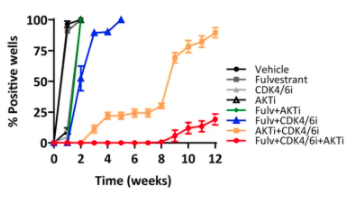 % Positive wells
100
75
50
25
0
0 2 4 6 8 10 12
Time (weeks)
Vehicle
Fulvestrant
CDK4/6i
AKTi
Fulv+AKTi
Fulv+CDK4/6i
AKTi+CDK4/6i
Fulv+CDK4/6i+AKTi